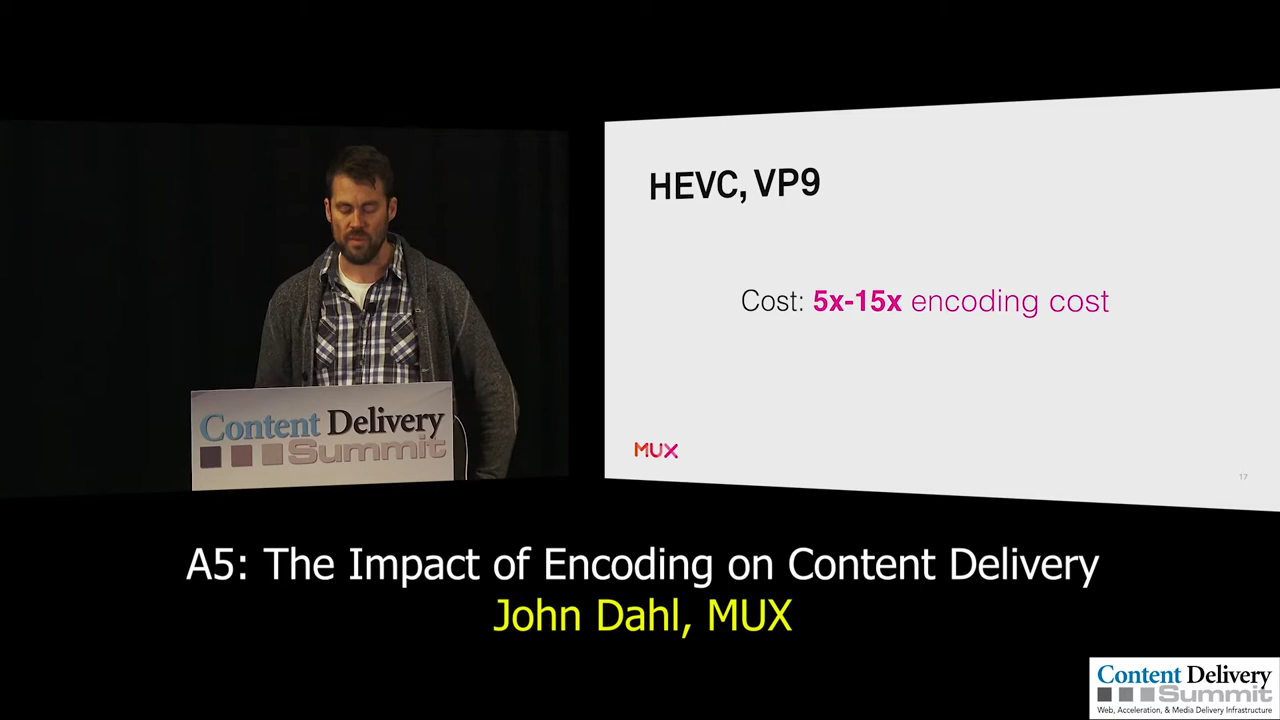 HEVC, VP9
Cost: 5x-15x encoding cost
MUX
17
Content Delivery
Summit
A5: The Impact of Encoding on Content Delivery
John Dahl, MUX
Content Delivery
Summit
Web, Acceleration, & Media Delivery Infrastructure